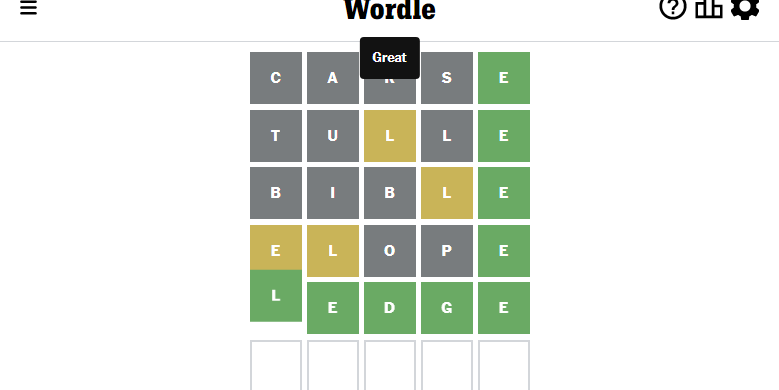 Wordle
?
Great
C A R S E
T U L L E
B I B L E
E L O P E
L E D G E